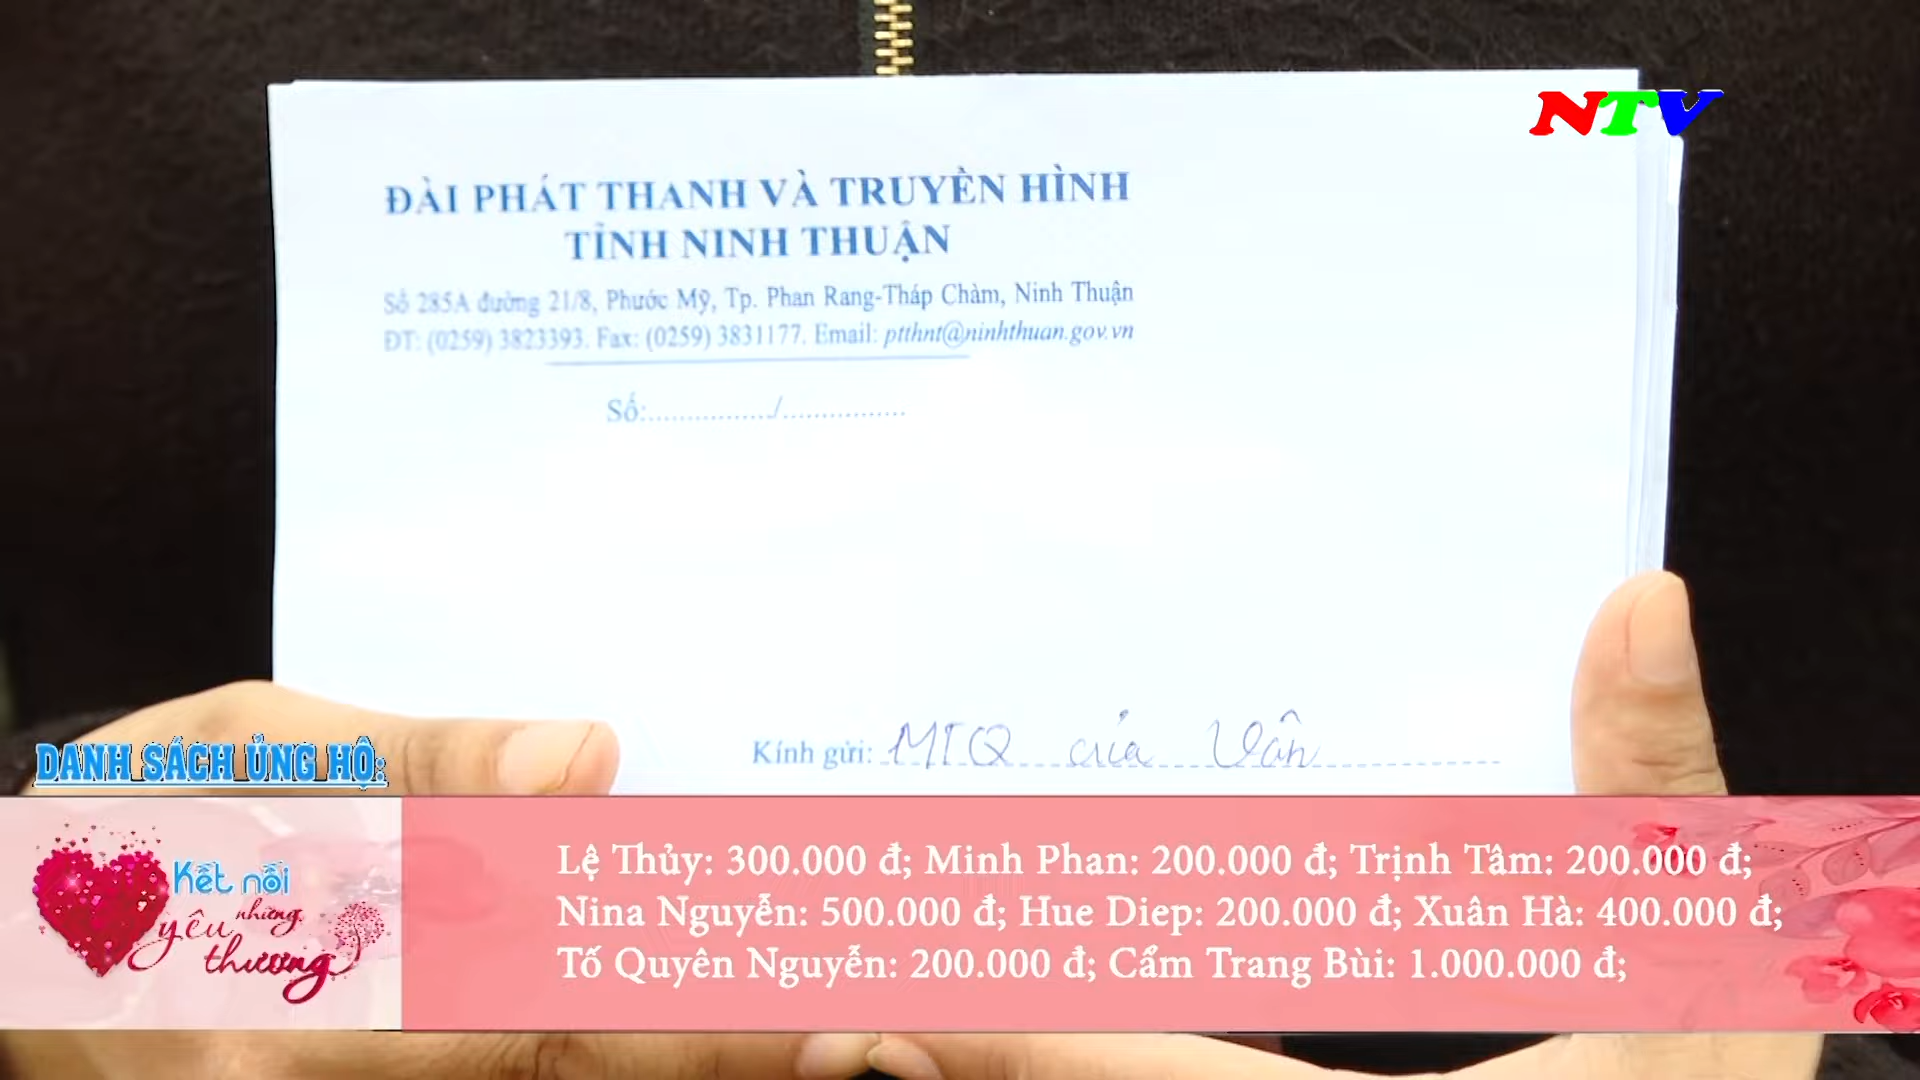 NTV
ĐÀI PHÁT THANH VÀ TRUYỀN HÌNH
TỈNH NINH THUẬN
Số 285A đường 21/8, Phước Mỹ, Tp. Phan Rang-Tháp Chàm, Ninh Thuận
ĐT: (0259) 3823393. Fax: (0259) 3831177. Email: ptthnt@ninhthuan.gov.vn
Số:................/................
Kính gửi: MTQ của Vân
DANH SÁCH ỦNG HỘ:
Kết nối
những
yêu
thương
Lệ Thủy: 300.000 đ; Minh Phan: 200.000 đ; Trịnh Tâm: 200.000 đ;
Nina Nguyễn: 500.000 đ; Hue Diep: 200.000 đ; Xuân Hà: 400.000 đ;
Tố Quyên Nguyễn: 200.000 đ; Cẩm Trang Bùi: 1.000.000 đ;